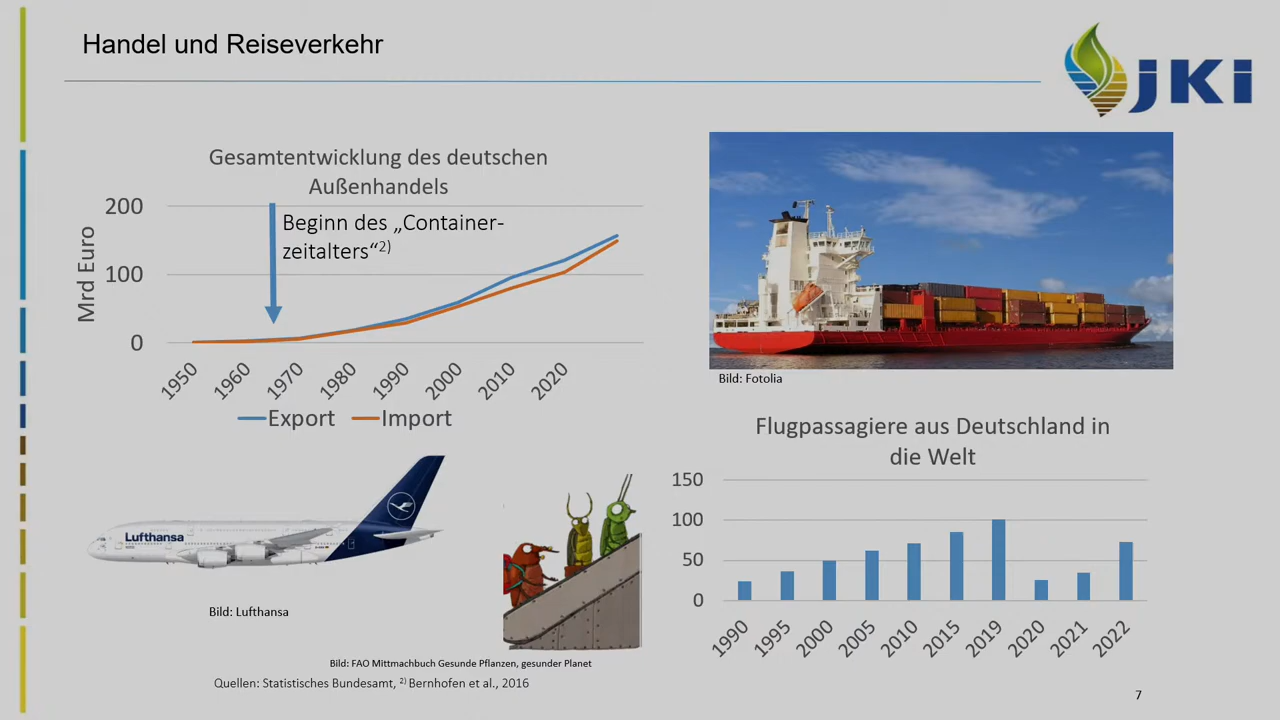 Handel und Reiseverkehr
JKI
Gesamtentwicklung des deutschen
Außenhandels
Mrd Euro
200
100
0
Beginn des „Container-
zeitalters“2)
1950 1960 1970 1980 1990 2000 2010 2020
Export Import
Bild: Fotolia
Lufthansa
Bild: Lufthansa
Bild: FAO Mittmachbuch Gesunde Pflanzen, gesunder Planet
Quellen: Statistisches Bundesamt, 2) Bernhofen et al., 2016
Flugpassagiere aus Deutschland in
die Welt
150
100
50
0
1990 1995 2000 2005 2010 2015 2019 2020 2021 2022
7